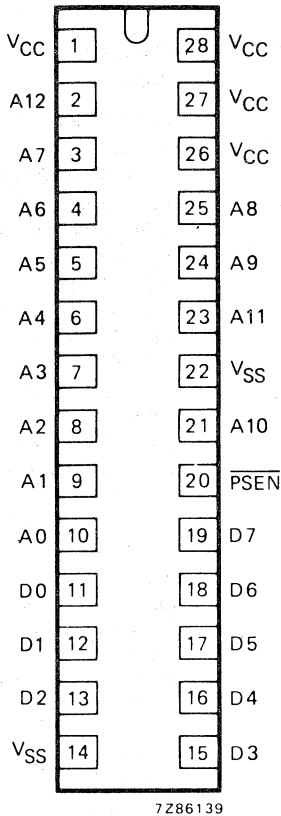 VCC 1 28 VCC
A12 2 27 VCC
A7 3 26 VCC
A6 4 25 A8
A5 5 24 A9
A4 6 23 A11
A3 7 22 VSS
A2 8 21 A10
A1 9 20 PSEN
A0 10 19 D7
D0 11 18 D6
D1 12 17 D5
D2 13 16 D4
VSS 14 15 D3
7Z86139